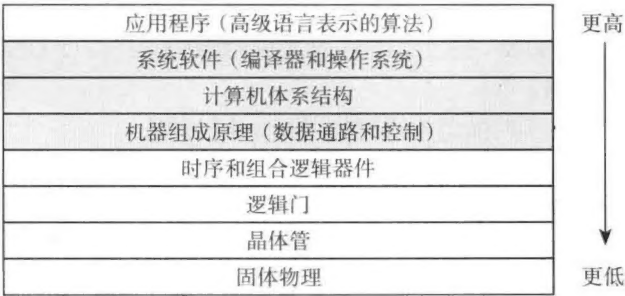 应用程序（高级语言表示的算法） 更高
系统软件（编译器和操作系统）
计算机体系结构
机器组成原理（数据通路和控制）
时序和组合逻辑器件
逻辑门
晶体管
固体物理 更低